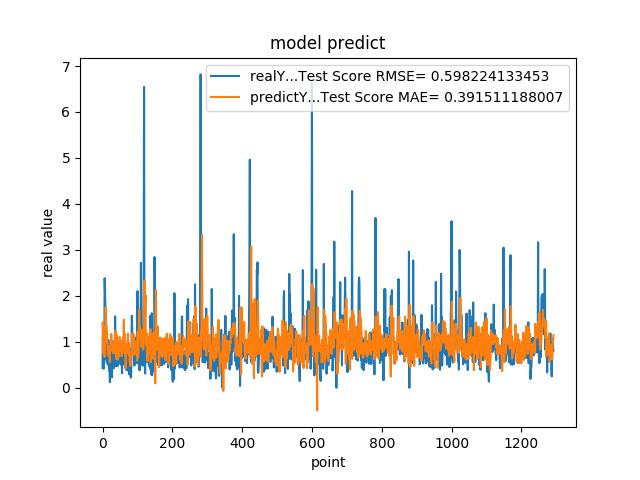 model predict
realY...Test Score RMSE= 0.598224133453
predictY...Test Score MAE= 0.391511188007
7
6
5
4
3
2
1
0
real value
0 200 400 600 800 1000 1200
point